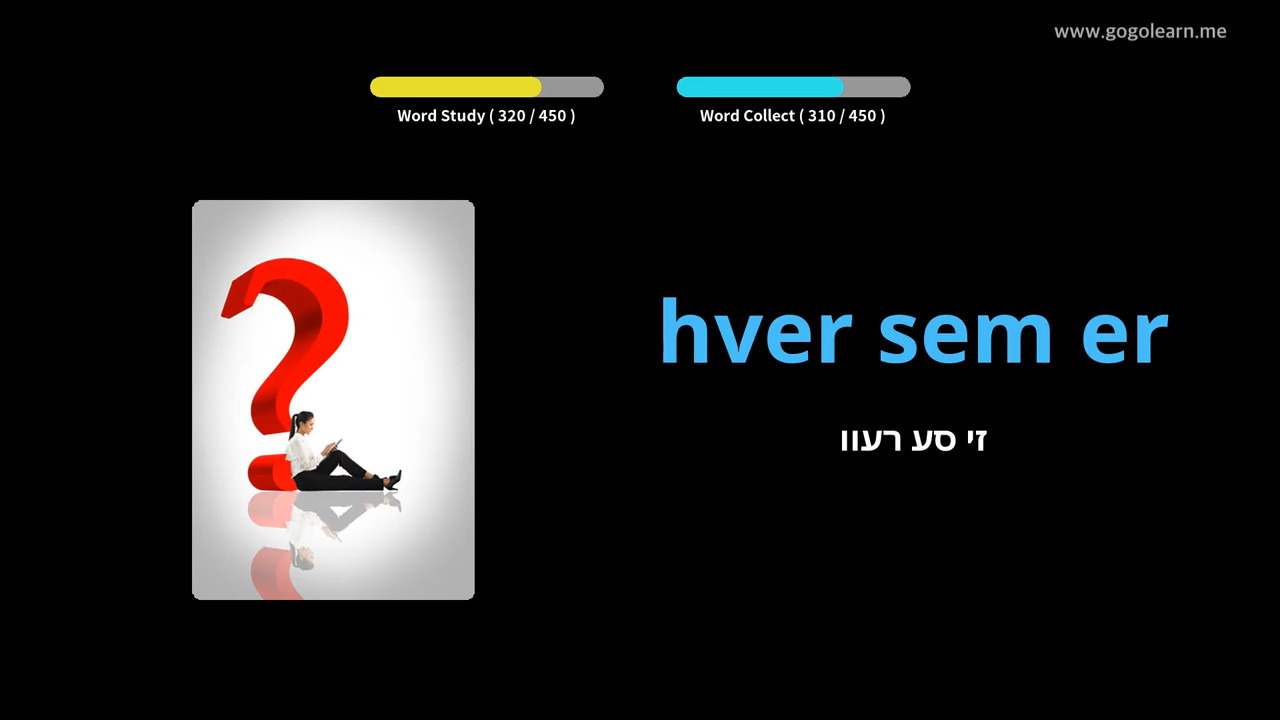 www.gogolearn.me
Word Study ( 320 / 450 )
Word Collect ( 310 / 450 )
hver sem er
זי סע רעוו